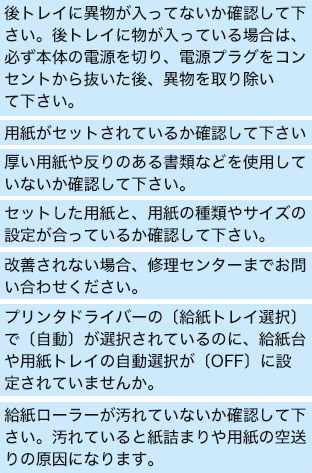 後トレイに異物が入ってないか確認して下
さい。後トレイに物が入っている場合は、
必ず本体の電源を切り、電源プラグをコン
セントから抜いた後、異物を取り除い
て下さい。
用紙がセットされているか確認して下さい
厚い用紙や反りのある書類などを使用して
いないか確認して下さい。
セットした用紙と、用紙の種類やサイズの
設定が合っているか確認して下さい。
改善されない場合、修理センターまでお問
い合わせください。
プリンタドライバーの〔給紙トレイ選択〕
で〔自動〕が選択されているのに、給紙台
や用紙トレイの自動選択が〔OFF〕に設
定されていませんか。
給紙ローラーが汚れていないか確認して下
さい。汚れていると紙詰まりや用紙の空送
りの原因になります。